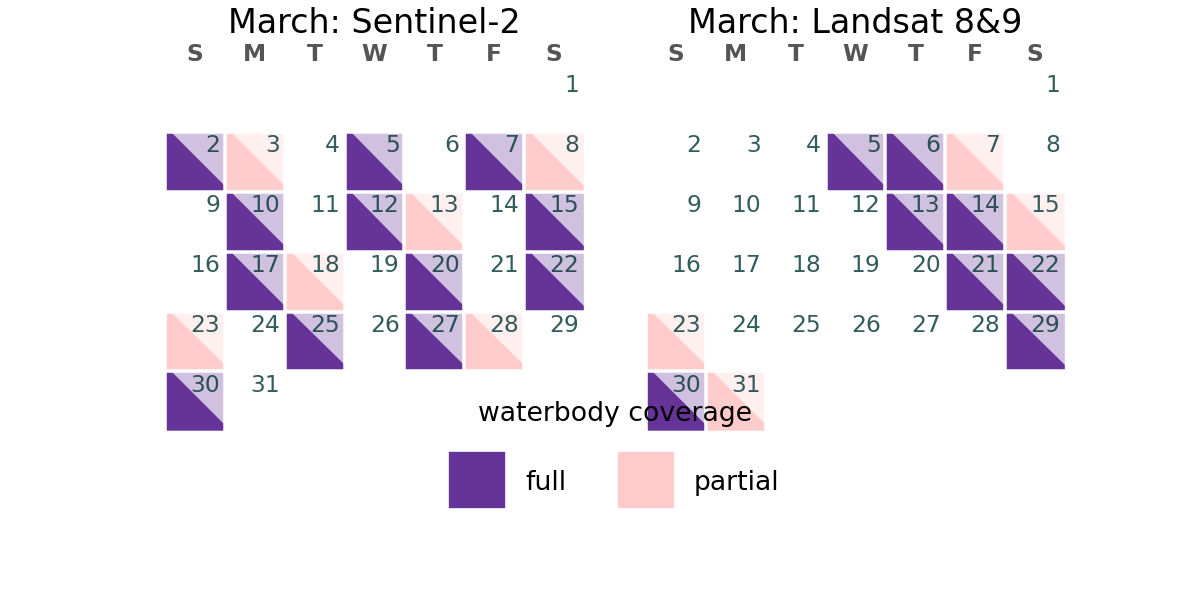 March: Sentinel-2
S M T W T F S
1
2 3 4 5 6 7 8
9 10 11 12 13 14 15
16 17 18 19 20 21 22
23 24 25 26 27 28 29
30 31
March: Landsat 8&9
S M T W T F S
1
2 3 4 5 6 7 8
9 10 11 12 13 14 15
16 17 18 19 20 21 22
23 24 25 26 27 28 29
30 31
waterbody coverage
full partial